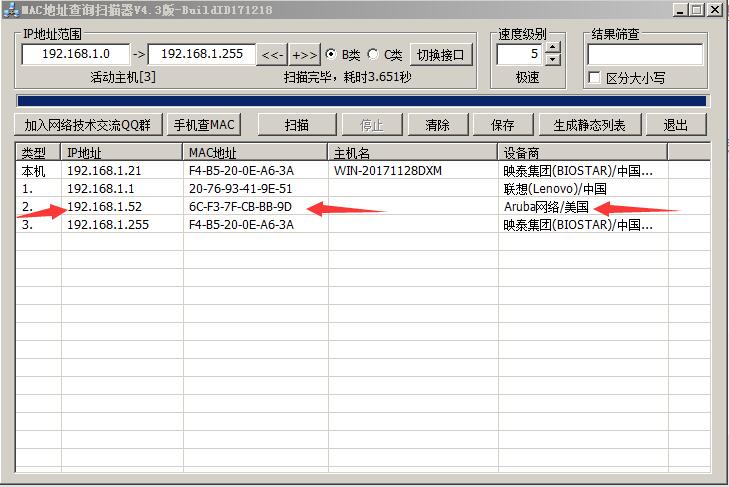 MAC地址查询扫描器V4.3版-BuildID171218
IP地址范围
192.168.1.0 -> 192.168.1.255 <<- +>> B类 C类 切换接口
活动主机[3] 扫描完毕，耗时3.651秒
速度级别
5
极速
结果筛查
区分大小写
加入网络技术交流QQ群 手机查MAC 扫描 停止 清除 保存 生成静态列表 退出
类型 IP地址 MAC地址 主机名 设备商
本机 192.168.1.21 F4-B5-20-0E-A6-3A WIN-20171128DXM 映泰集团(BIOSTAR)/中国...
1. 192.168.1.1 20-76-93-41-9E-51 联想(Lenovo)/中国
2. 192.168.1.52 6C-F3-7F-CB-BB-9D Aruba网络/美国
3. 192.168.1.255 F4-B5-20-0E-A6-3A 映泰集团(BIOSTAR)/中国...